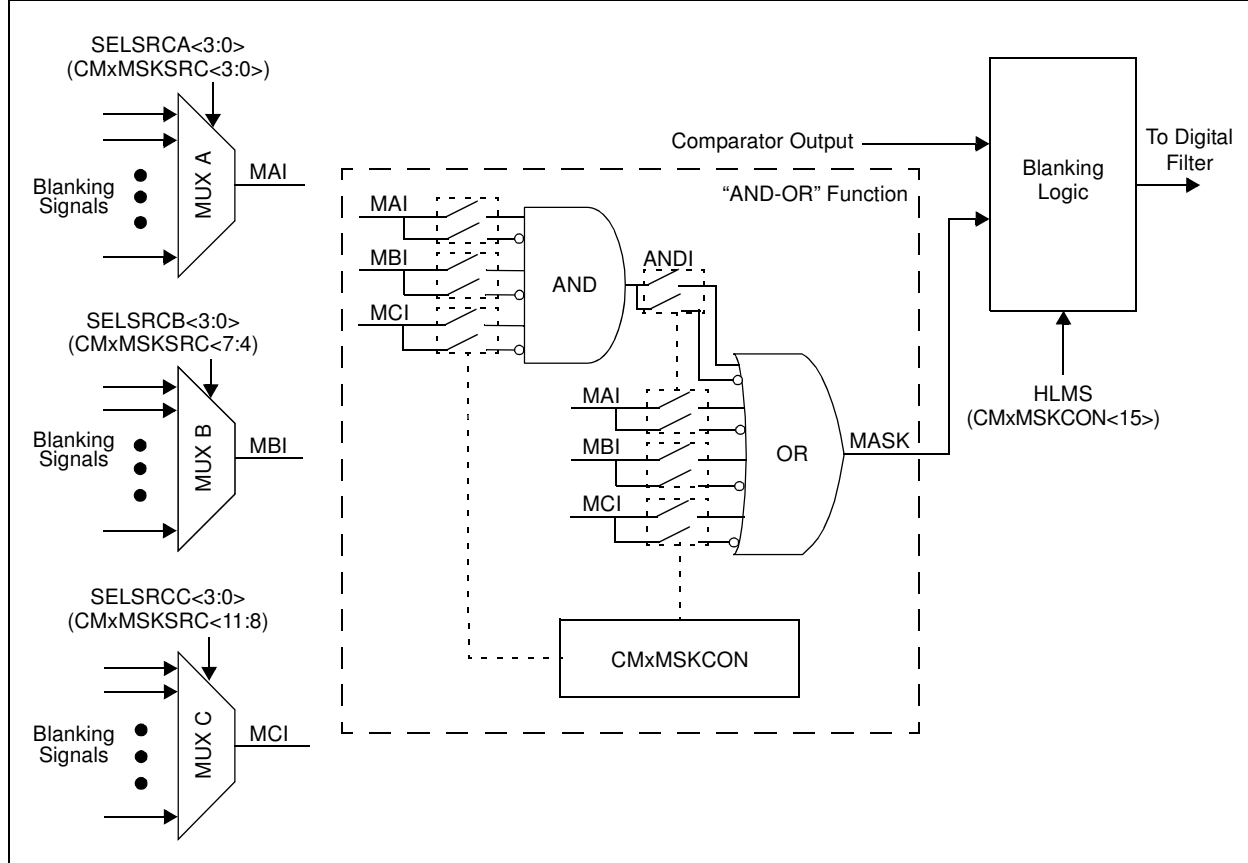 SELSRCA<3:0>
(CMxMSKSRC<3:0>)
MUX A
MAI
Blanking
Signals
SELSRCB<3:0>
(CMxMSKSRC<7:4)
MUX B
MBI
Blanking
Signals
SELSRCC<3:0>
(CMxMSKSRC<11:8)
MUX C
MCI
Blanking
Signals
“AND-OR” Function
MAI
MBI
MCI
AND
ANDI
MAI
MBI
MCI
OR
MASK
CMxMSKCON
Comparator Output
Blanking
Logic
To Digital
Filter
HLMS
(CMxMSKCON<15>)